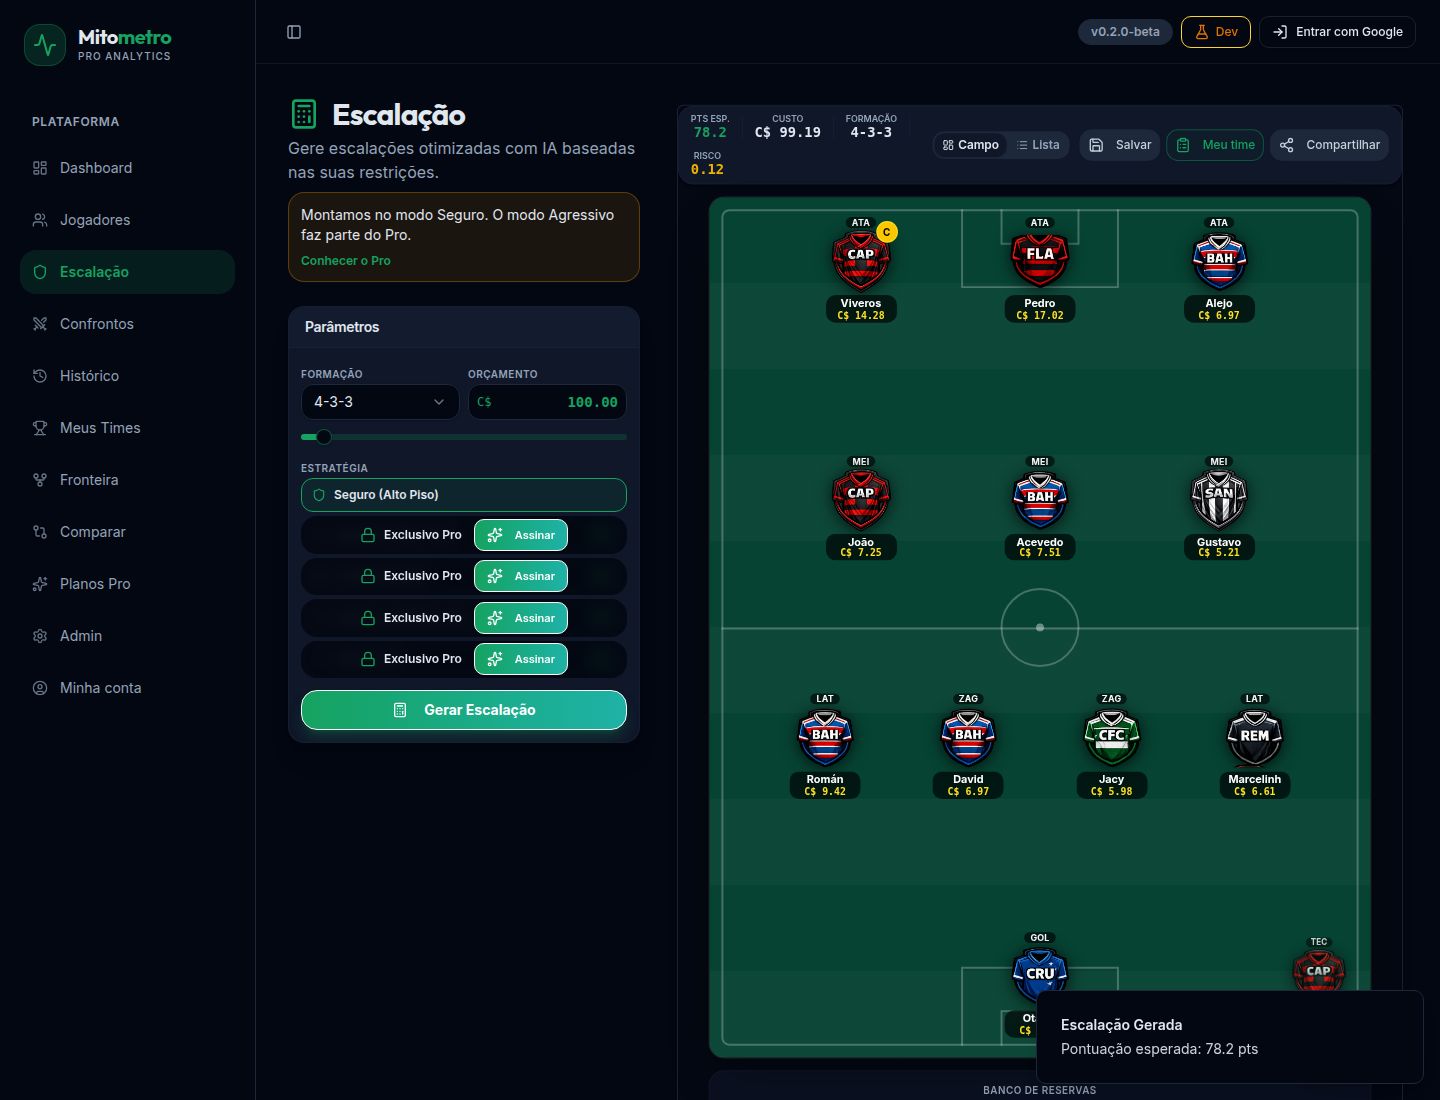 Mitometro
PRO ANALYTICS
PLATAFORMA
Dashboard
Jogadores
Escalação
Confrontos
Histórico
Meus Times
Fronteira
Comparar
Planos Pro
Admin
Minha conta
v0.2.0-beta
Dev
Entrar com Google
Escalação
Gere escalações otimizadas com IA baseadas
nas suas restrições.
Montamos no modo Seguro. O modo Agressivo
faz parte do Pro.
Conhecer o Pro
Parâmetros
FORMAÇÃO
ORÇAMENTO
4-3-3
C$ 100.00
ESTRATÉGIA
Seguro (Alto Piso)
Exclusivo Pro Assinar
Exclusivo Pro Assinar
Exclusivo Pro Assinar
Exclusivo Pro Assinar
Gerar Escalação
PTS ESP.
78.2
CUSTO
C$ 99.19
FORMAÇÃO
4-3-3
RISCO
0.12
Campo
Lista
Salvar
Meu time
Compartilhar
ATA
C
CAP
Viveros
C$ 14.28
ATA
FLA
Pedro
C$ 17.02
ATA
BAH
Alejo
C$ 6.97
MEI
CAP
João
C$ 7.25
MEI
BAH
Acevedo
C$ 7.51
MEI
SAN
Gustavo
C$ 5.21
LAT
BAH
Román
C$ 9.42
ZAG
BAH
David
C$ 6.97
ZAG
CFC
Jacy
C$ 5.98
LAT
REM
Marcelinh
C$ 6.61
GOL
CRU
Ot
C$
TEC
CAP
Escalação Gerada
Pontuação esperada: 78.2 pts
BANCO DE RESERVAS